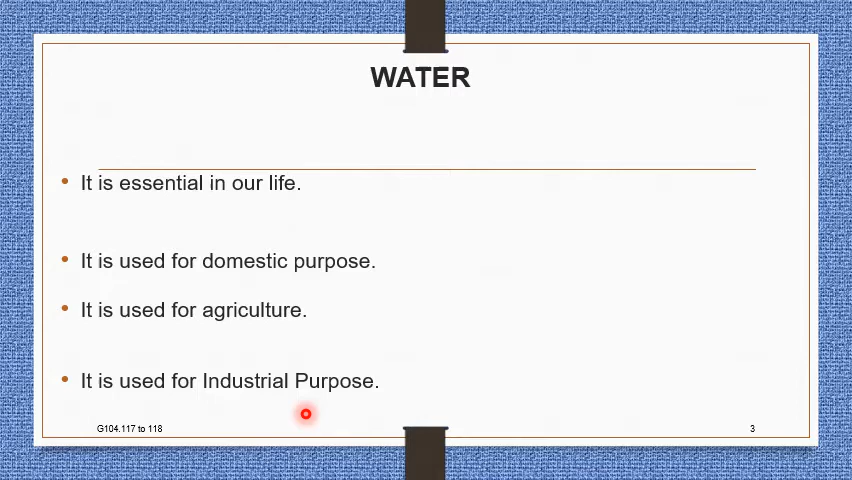 WATER
It is essential in our life.
It is used for domestic purpose.
It is used for agriculture.
It is used for Industrial Purpose.
G104.117 to 118
3